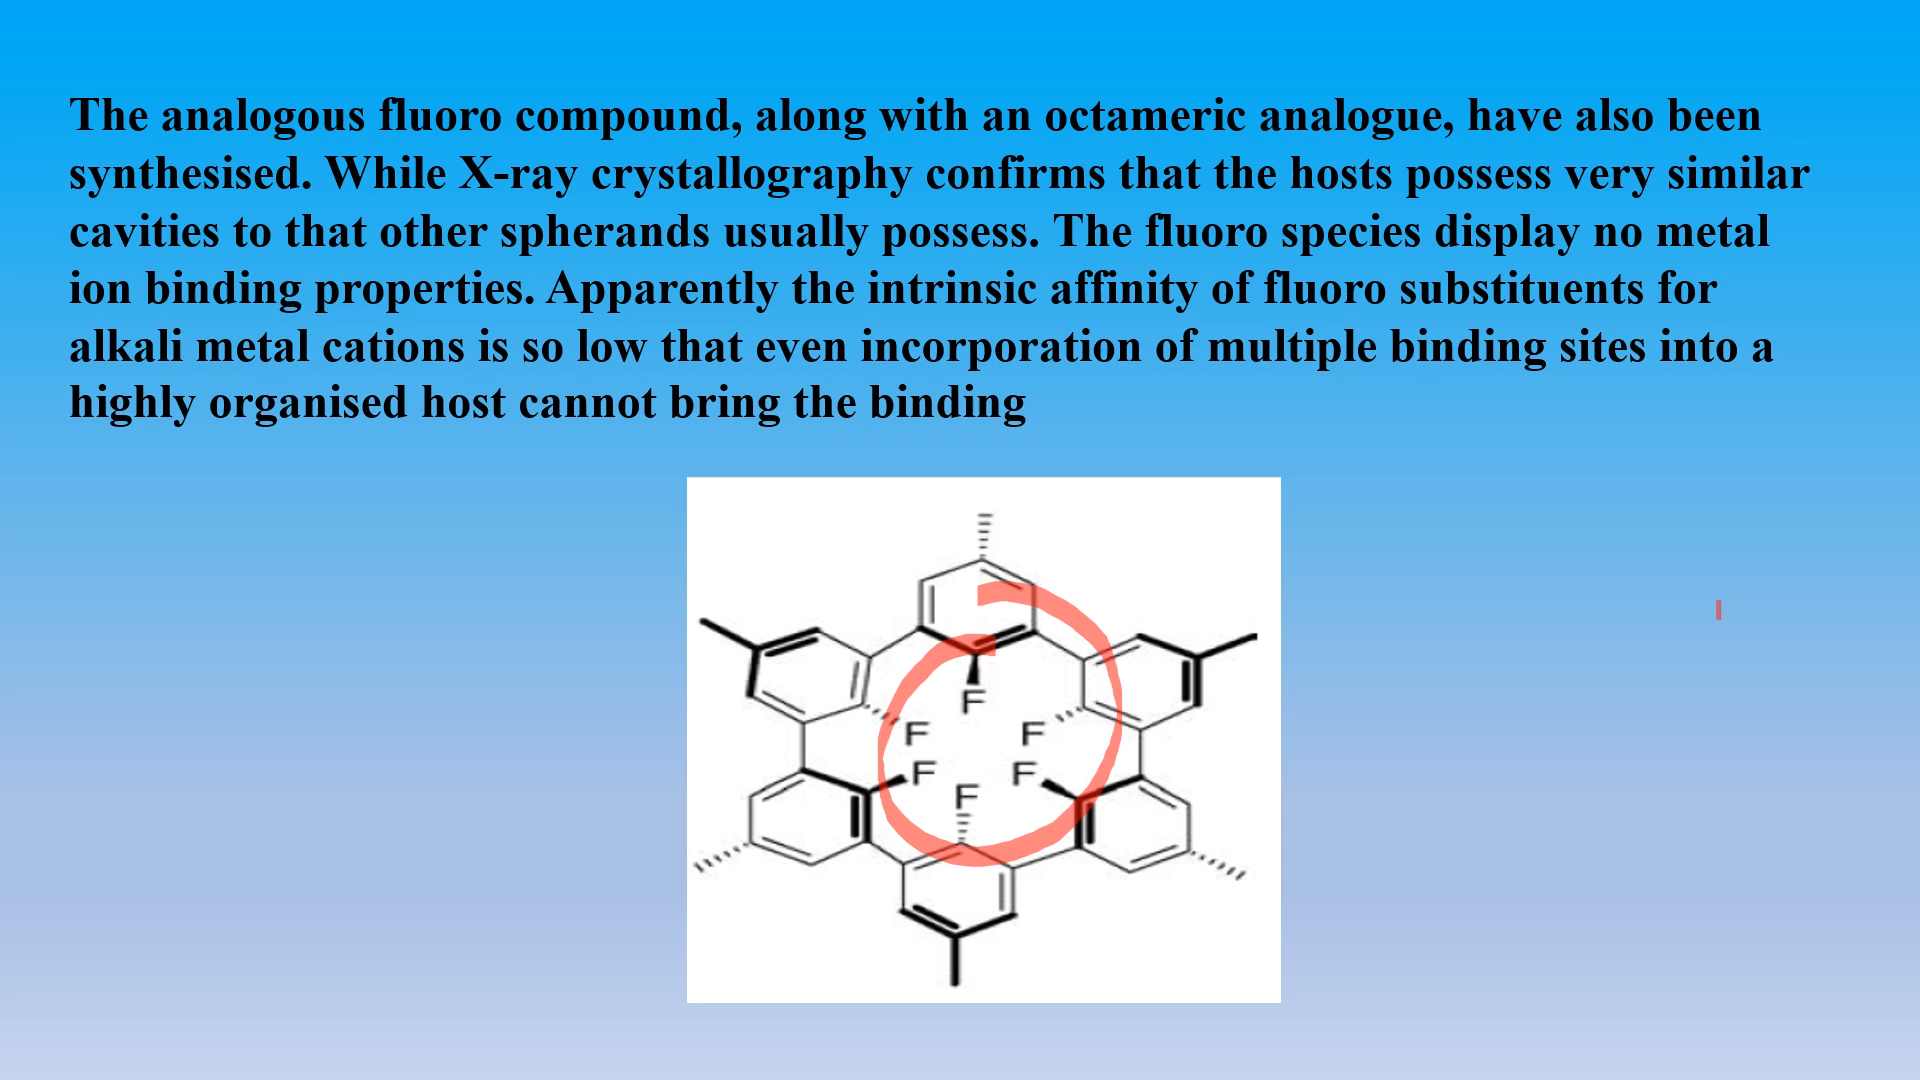 The analogous fluoro compound, along with an octameric analogue, have also been
synthesised. While X-ray crystallography confirms that the hosts possess very similar
cavities to that other spherands usually possess. The fluoro species display no metal
ion binding properties. Apparently the intrinsic affinity of fluoro substituents for
alkali metal cations is so low that even incorporation of multiple binding sites into a
highly organised host cannot bring the binding
F
F F
F F
F